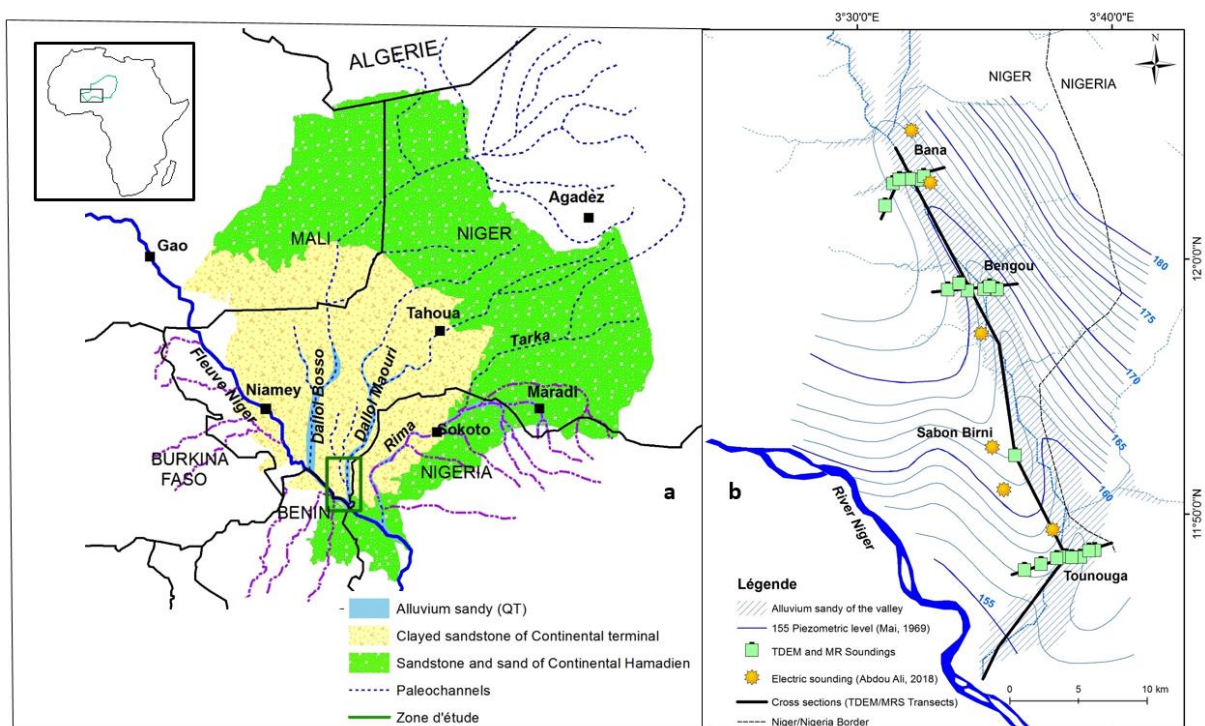 ALGERIE
Agadez
Gao
MALI
NIGER
Tahoua
Tarka
Fleuve Niger
Dallol Bosso
Dallol Maouri
Niamey
Maradi
Rima
Sokoto
BURKINA
FASO
NIGERIA
BENIN
a
Alluvium sandy (QT)
Clayed sandstone of Continental terminal
Sandstone and sand of Continental Hamadien
Paleochannels
Zone d'étude
3°30'0"E
3°40'0"E
N
NIGER
NIGERIA
Bana
180
12°0'0"N
Bengou
175
170
Sabon Birni
165
160
11°50'0"N
River Niger
b
Tounouga
155
Légende
Alluvium sandy of the valley
155 Piezometric level (Mai, 1969)
TDEM and MR Soundings
Electric sounding (Abdou Ali, 2018)
Cross sections (TDEM/MRS Transects)
Niger/Nigeria Border
0 5 10 km